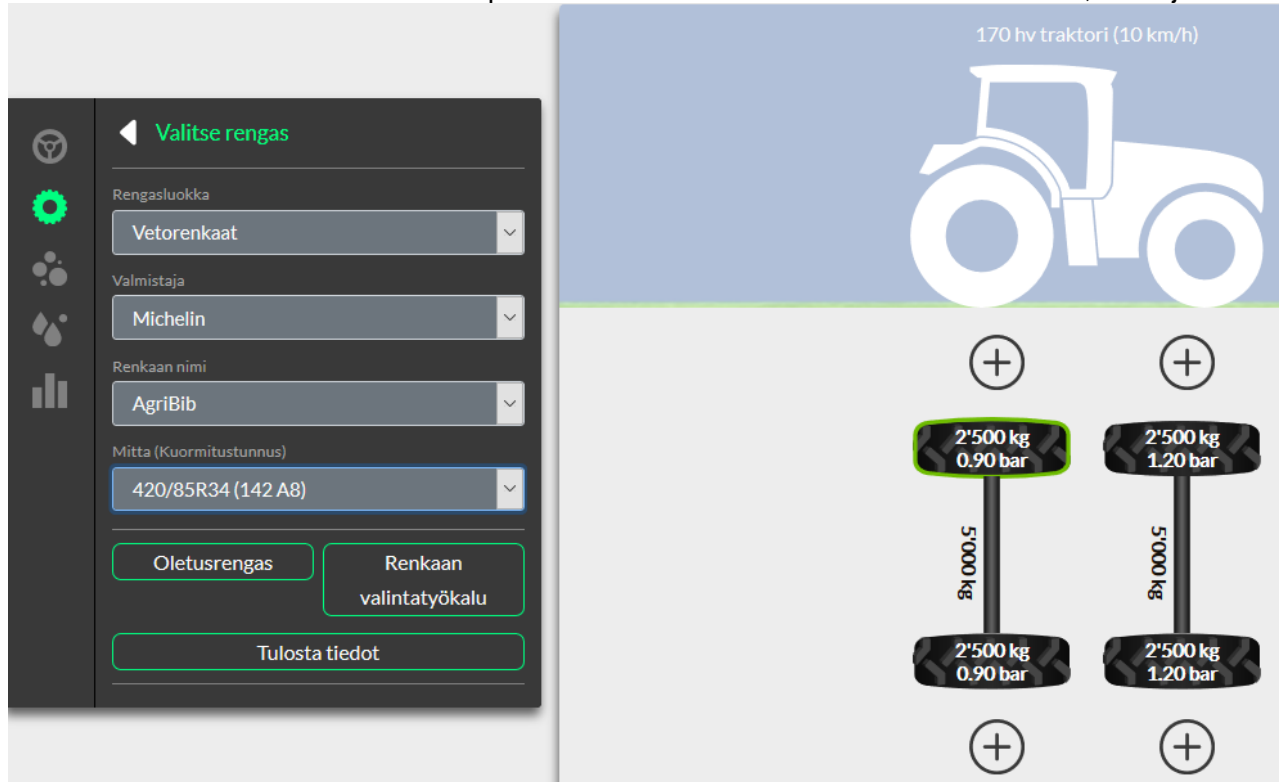 170 hv traktori (10 km/h)
Valitse rengas
Rengasluokka
Vetorenkaat
Valmistaja
Michelin
Renkaan nimi
AgriBib
Mitta (Kuormitustunnus)
420/85R34 (142 A8)
Oletusrengas
Renkaan
valintatyökalu
Tulosta tiedot
2'500 kg
0.90 bar
2'500 kg
1.20 bar
5'000 kg
5'000 kg
2'500 kg
0.90 bar
2'500 kg
1.20 bar